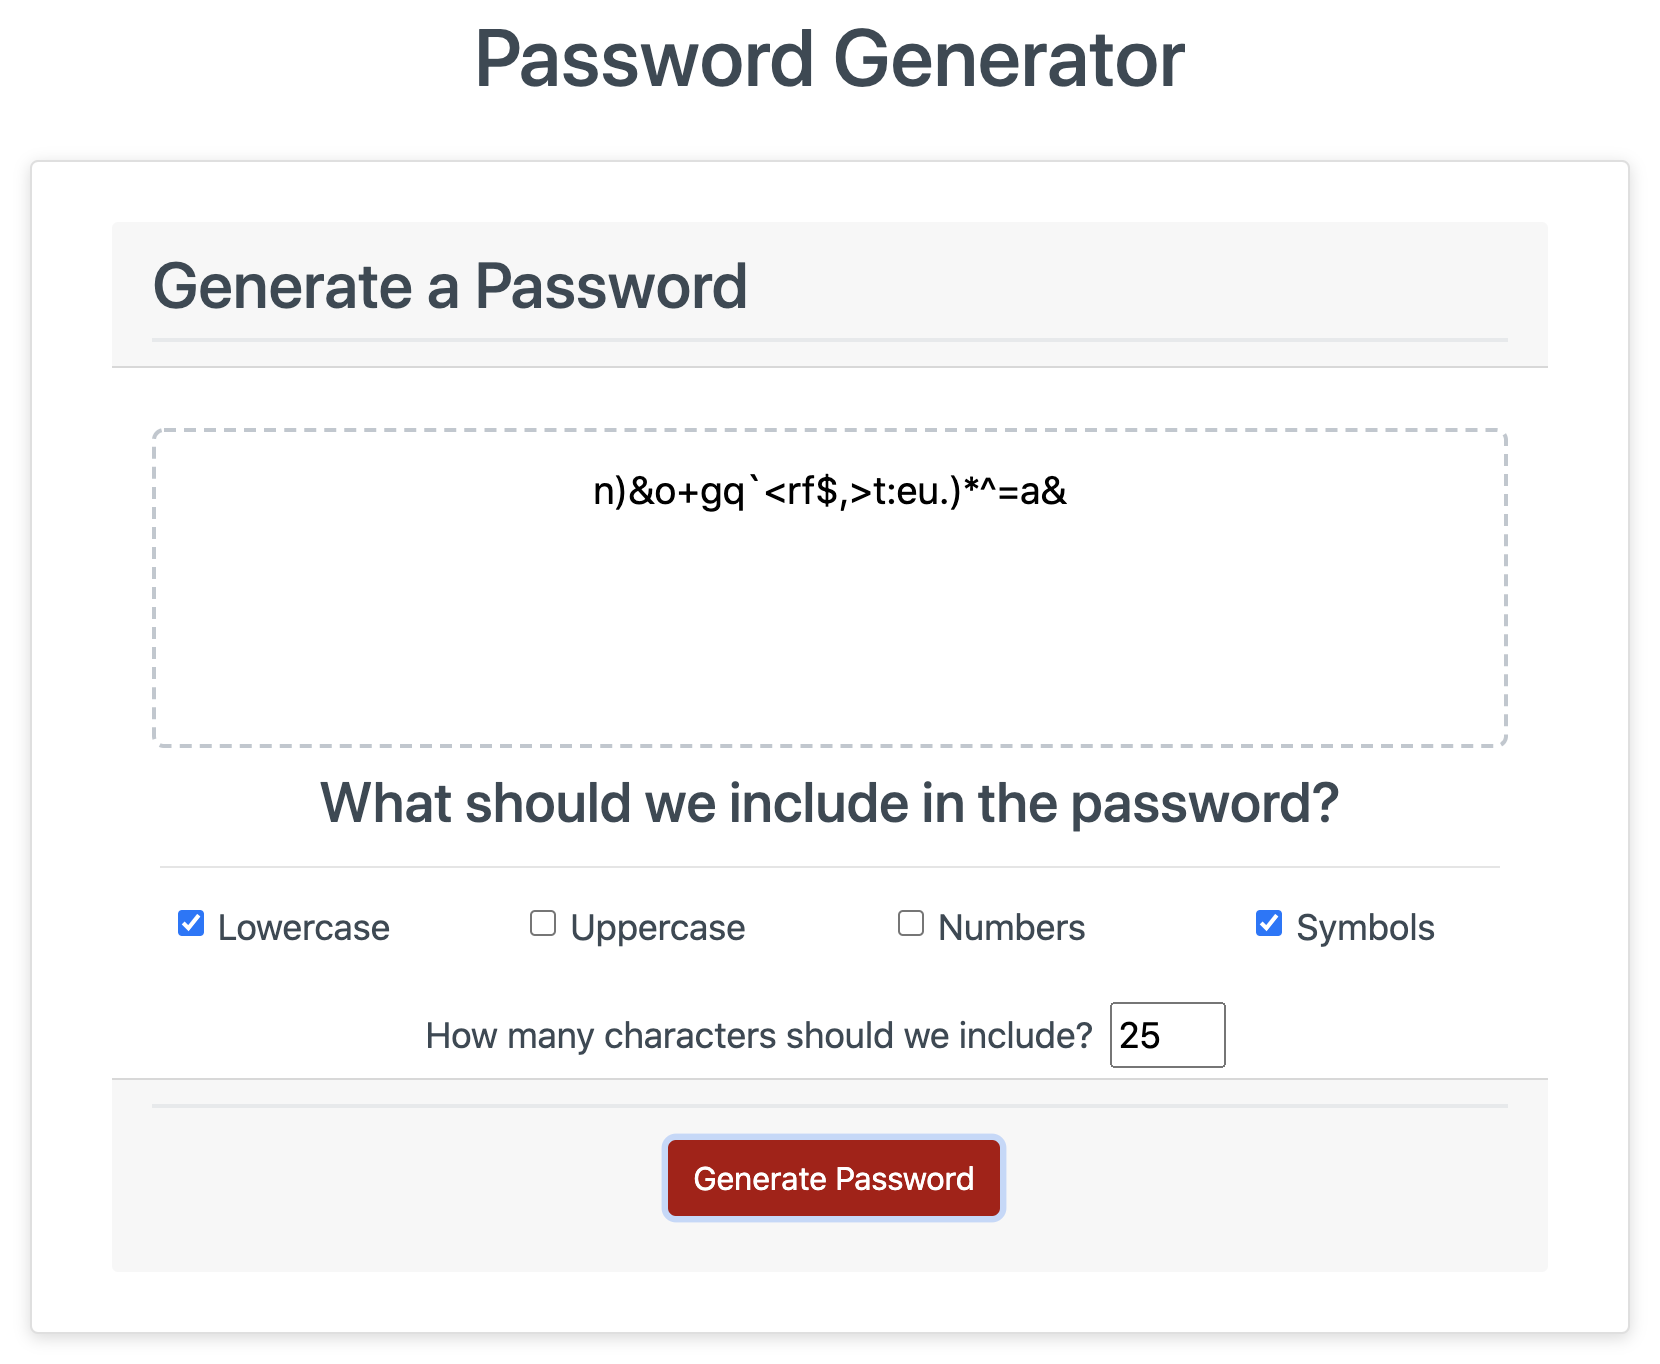 Password Generator
Generate a Password
n)&o+gq`<rf$,>t:eu.)*^=a&
What should we include in the password?
Lowercase Uppercase Numbers Symbols
How many characters should we include? 25
Generate Password